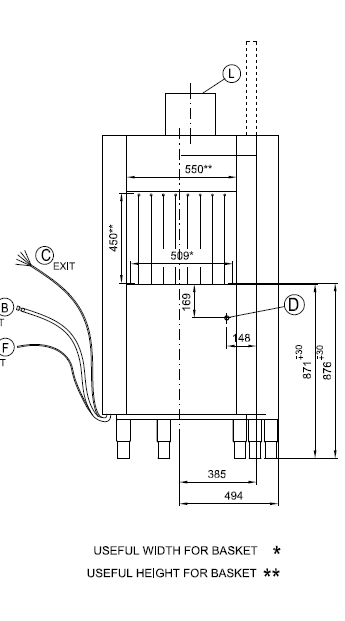 L
550**
450**
509*
C EXIT
B
T
F
T
169
D
148
871 ∓30
876 ∓30
385
494
USEFUL WIDTH FOR BASKET *
USEFUL HEIGHT FOR BASKET **